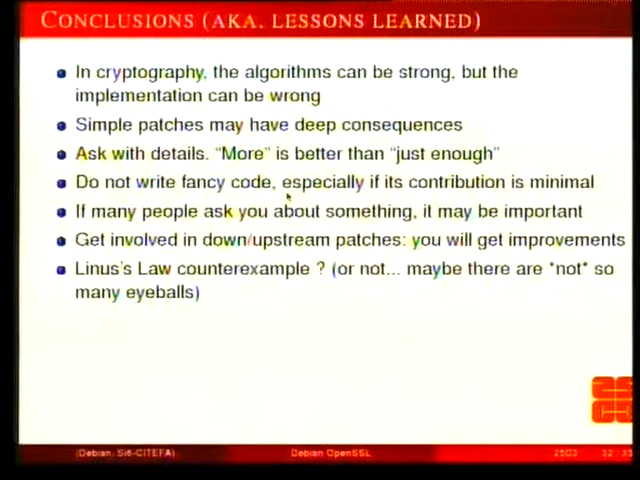 CONCLUSIONS (AKA. LESSONS LEARNED)
In cryptography, the algorithms can be strong, but the
implementation can be wrong
Simple patches may have deep consequences
Ask with details. “More” is better than “just enough”
Do not write fancy code, especially if its contribution is minimal
If many people ask you about something, it may be important
Get involved in down/upstream patches: you will get improvements
Linus's Law counterexample ? (or not... maybe there are *not* so
many eyeballs)
(Debian, Si6-CITEFA) Debian OpenSSL 25C3 32 / 33